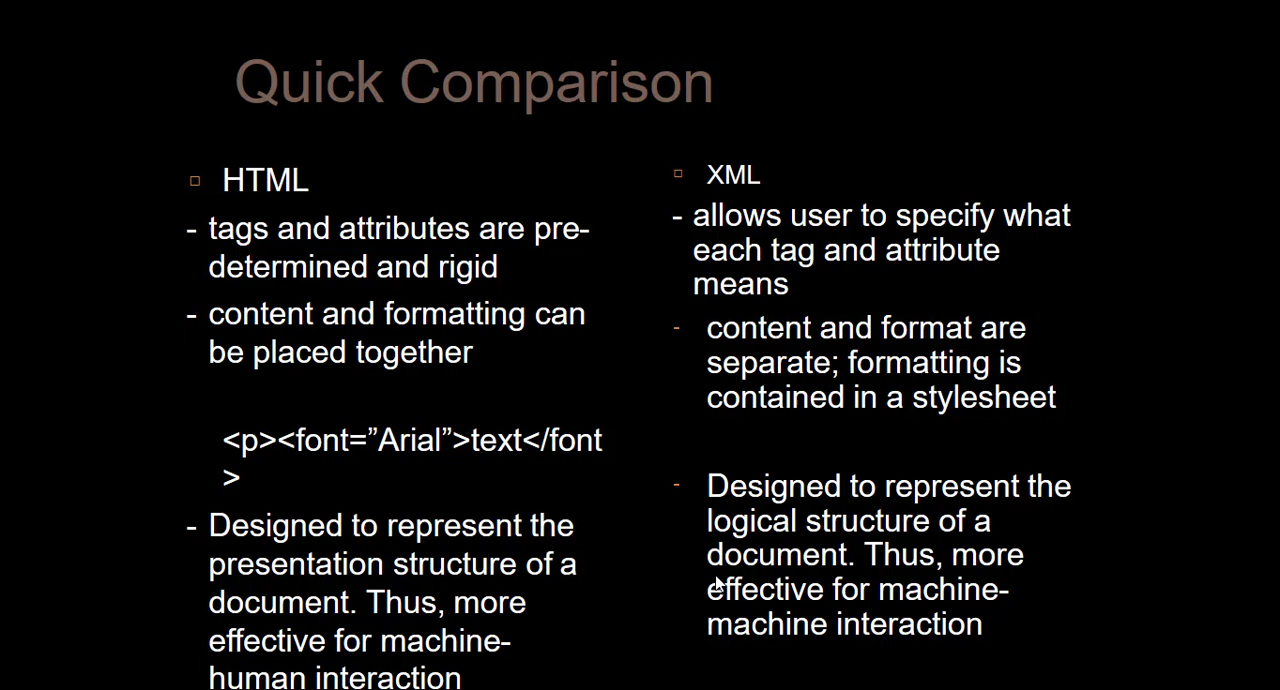 Quick Comparison
HTML
- tags and attributes are pre-
determined and rigid
- content and formatting can
be placed together
<p><font=”Arial”>text</font
>
- Designed to represent the
presentation structure of a
document. Thus, more
effective for machine-
human interaction
XML
- allows user to specify what
each tag and attribute
means
- content and format are
separate; formatting is
contained in a stylesheet
- Designed to represent the
logical structure of a
document. Thus, more
effective for machine-
machine interaction